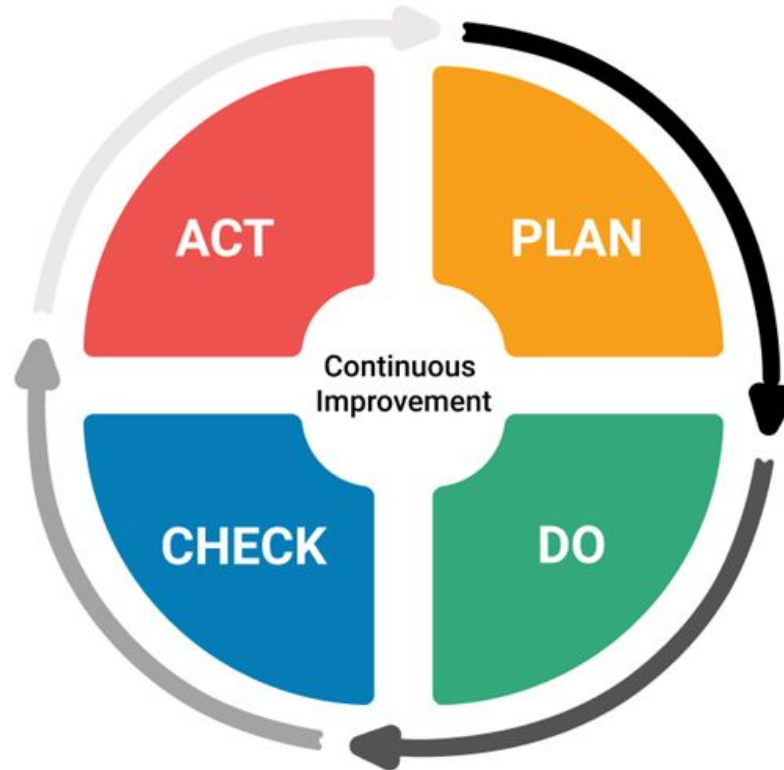 ACT
PLAN
Continuous
Improvement
CHECK
DO